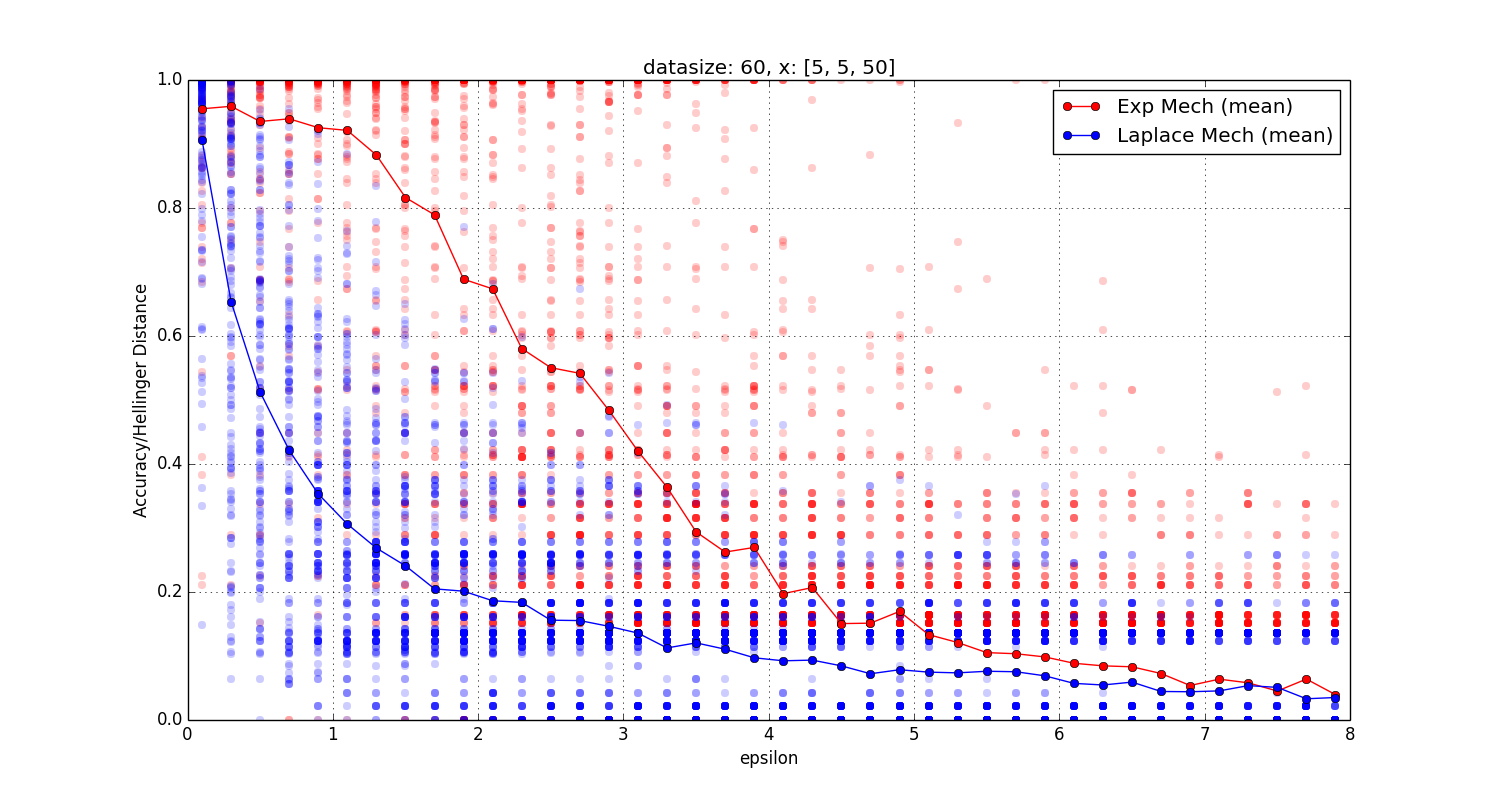 datasize: 60, x: [5, 5, 50]
Exp Mech (mean)
Laplace Mech (mean)
Accuracy/Hellinger Distance
1.0
0.8
0.6
0.4
0.2
0.0
0 1 2 3 4 5 6 7 8
epsilon